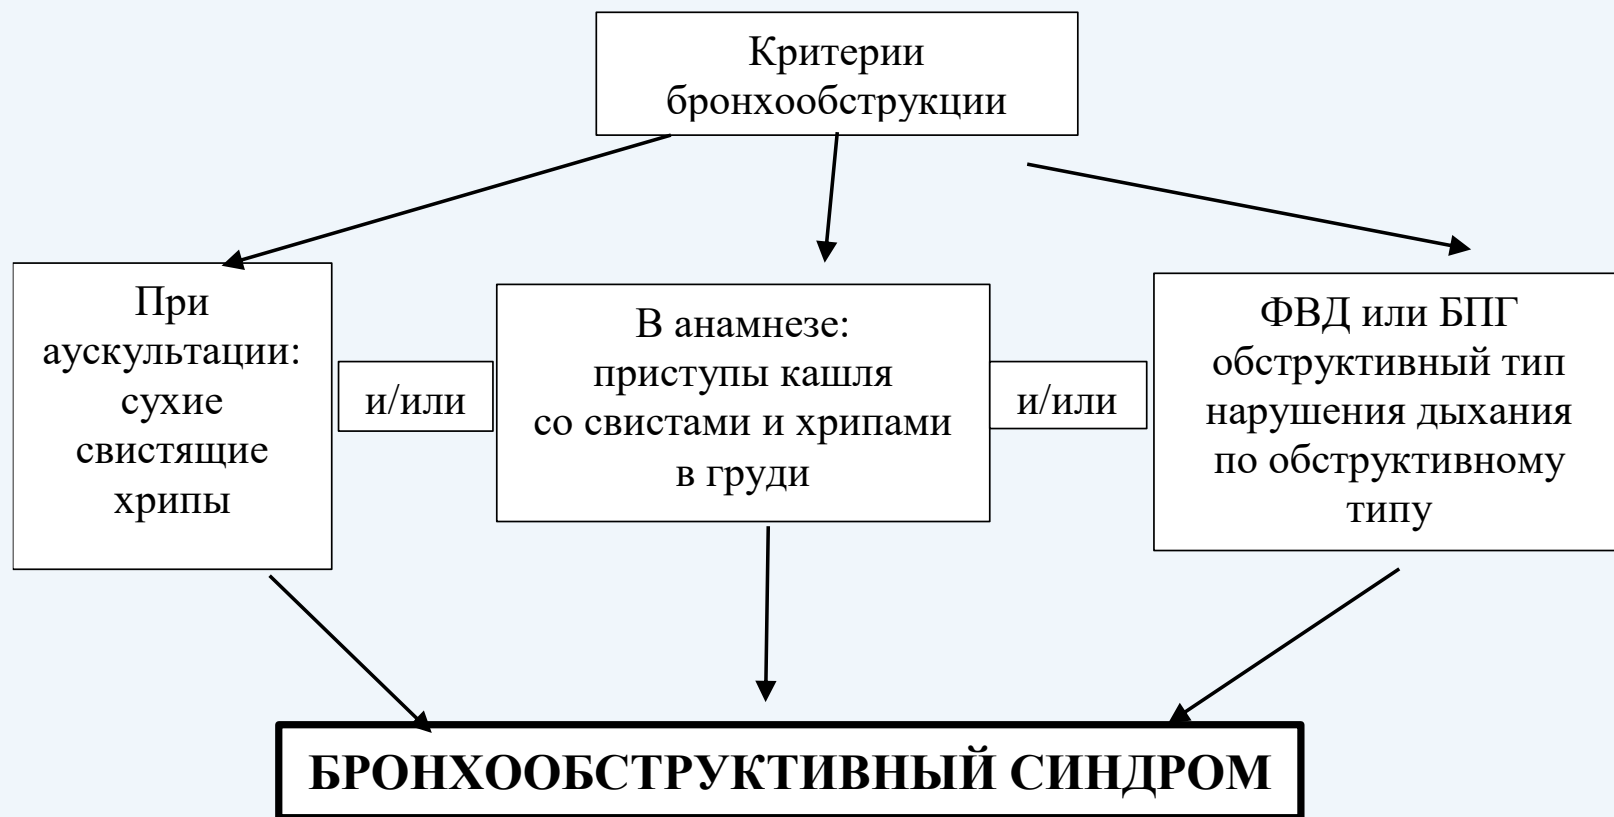 Критерии
бронхообструкции
При
аускультации:
сухие
свистящие
хрипы
и/или
В анамнезе:
приступы кашля
со свистами и хрипами
в груди
и/или
ФВД или БПГ
обструктивный тип
нарушения дыхания
по обструктивному
типу
БРОНХООБСТРУКТИВНЫЙ СИНДРОМ